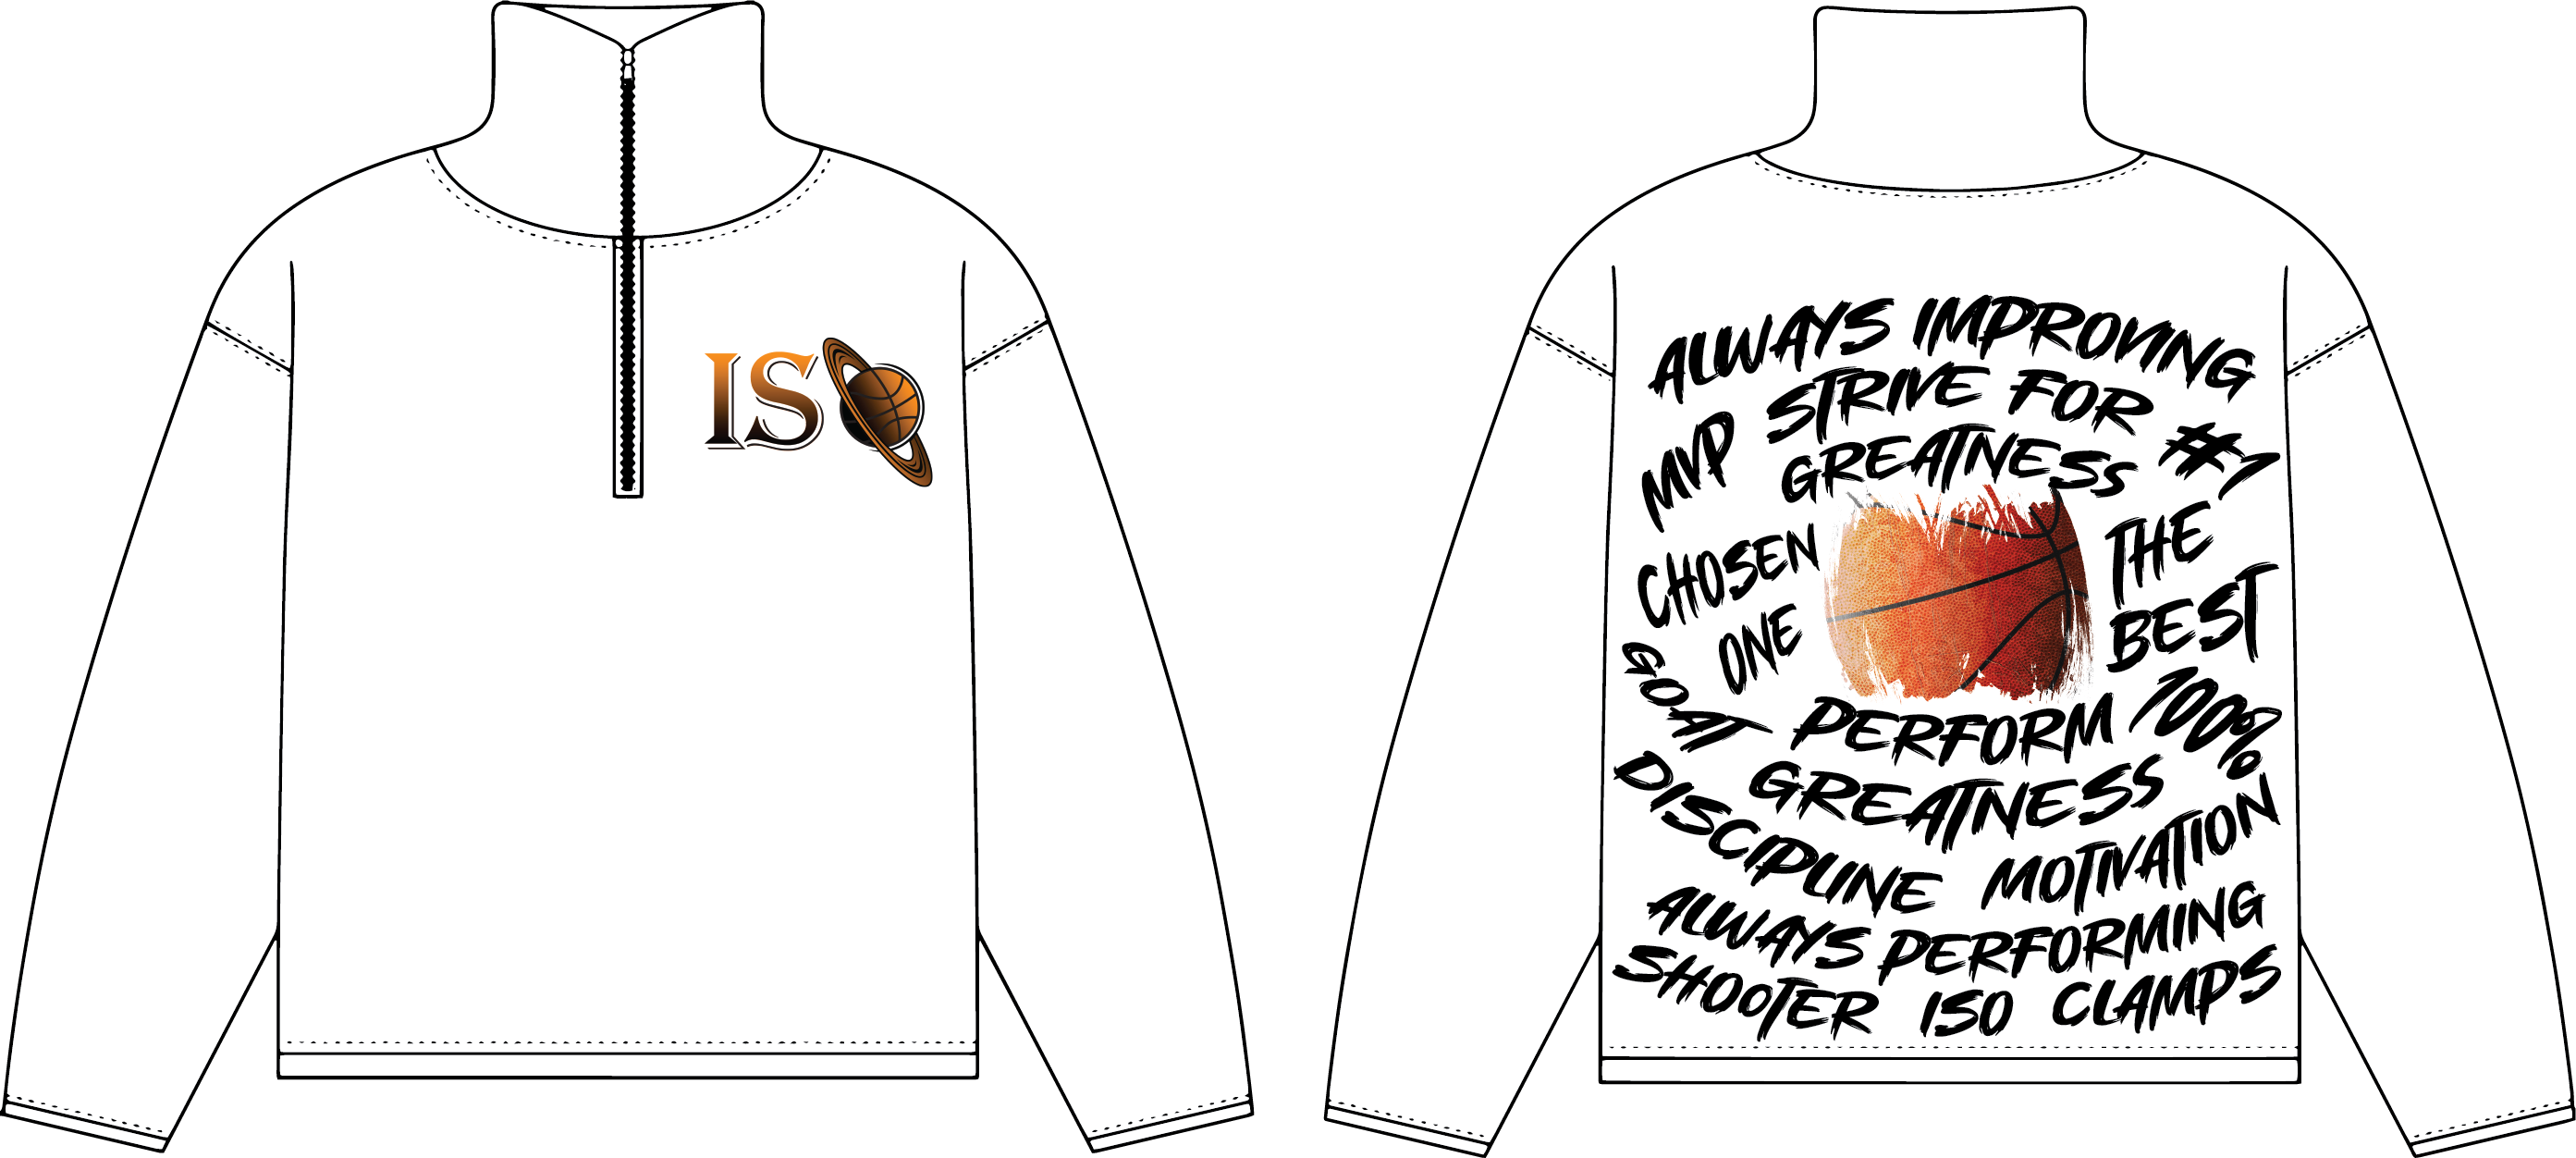 ISO
ALWAYS IMPROVING
MVP STRIVE FOR #1
GREATNESS
CHOSEN ONE
THE BEST
GOAT PERFORM 100%
GREATNESS
DISCIPLINE MOTIVATION
ALWAYS PERFORMING
SHOOTER ISO CLAMPS